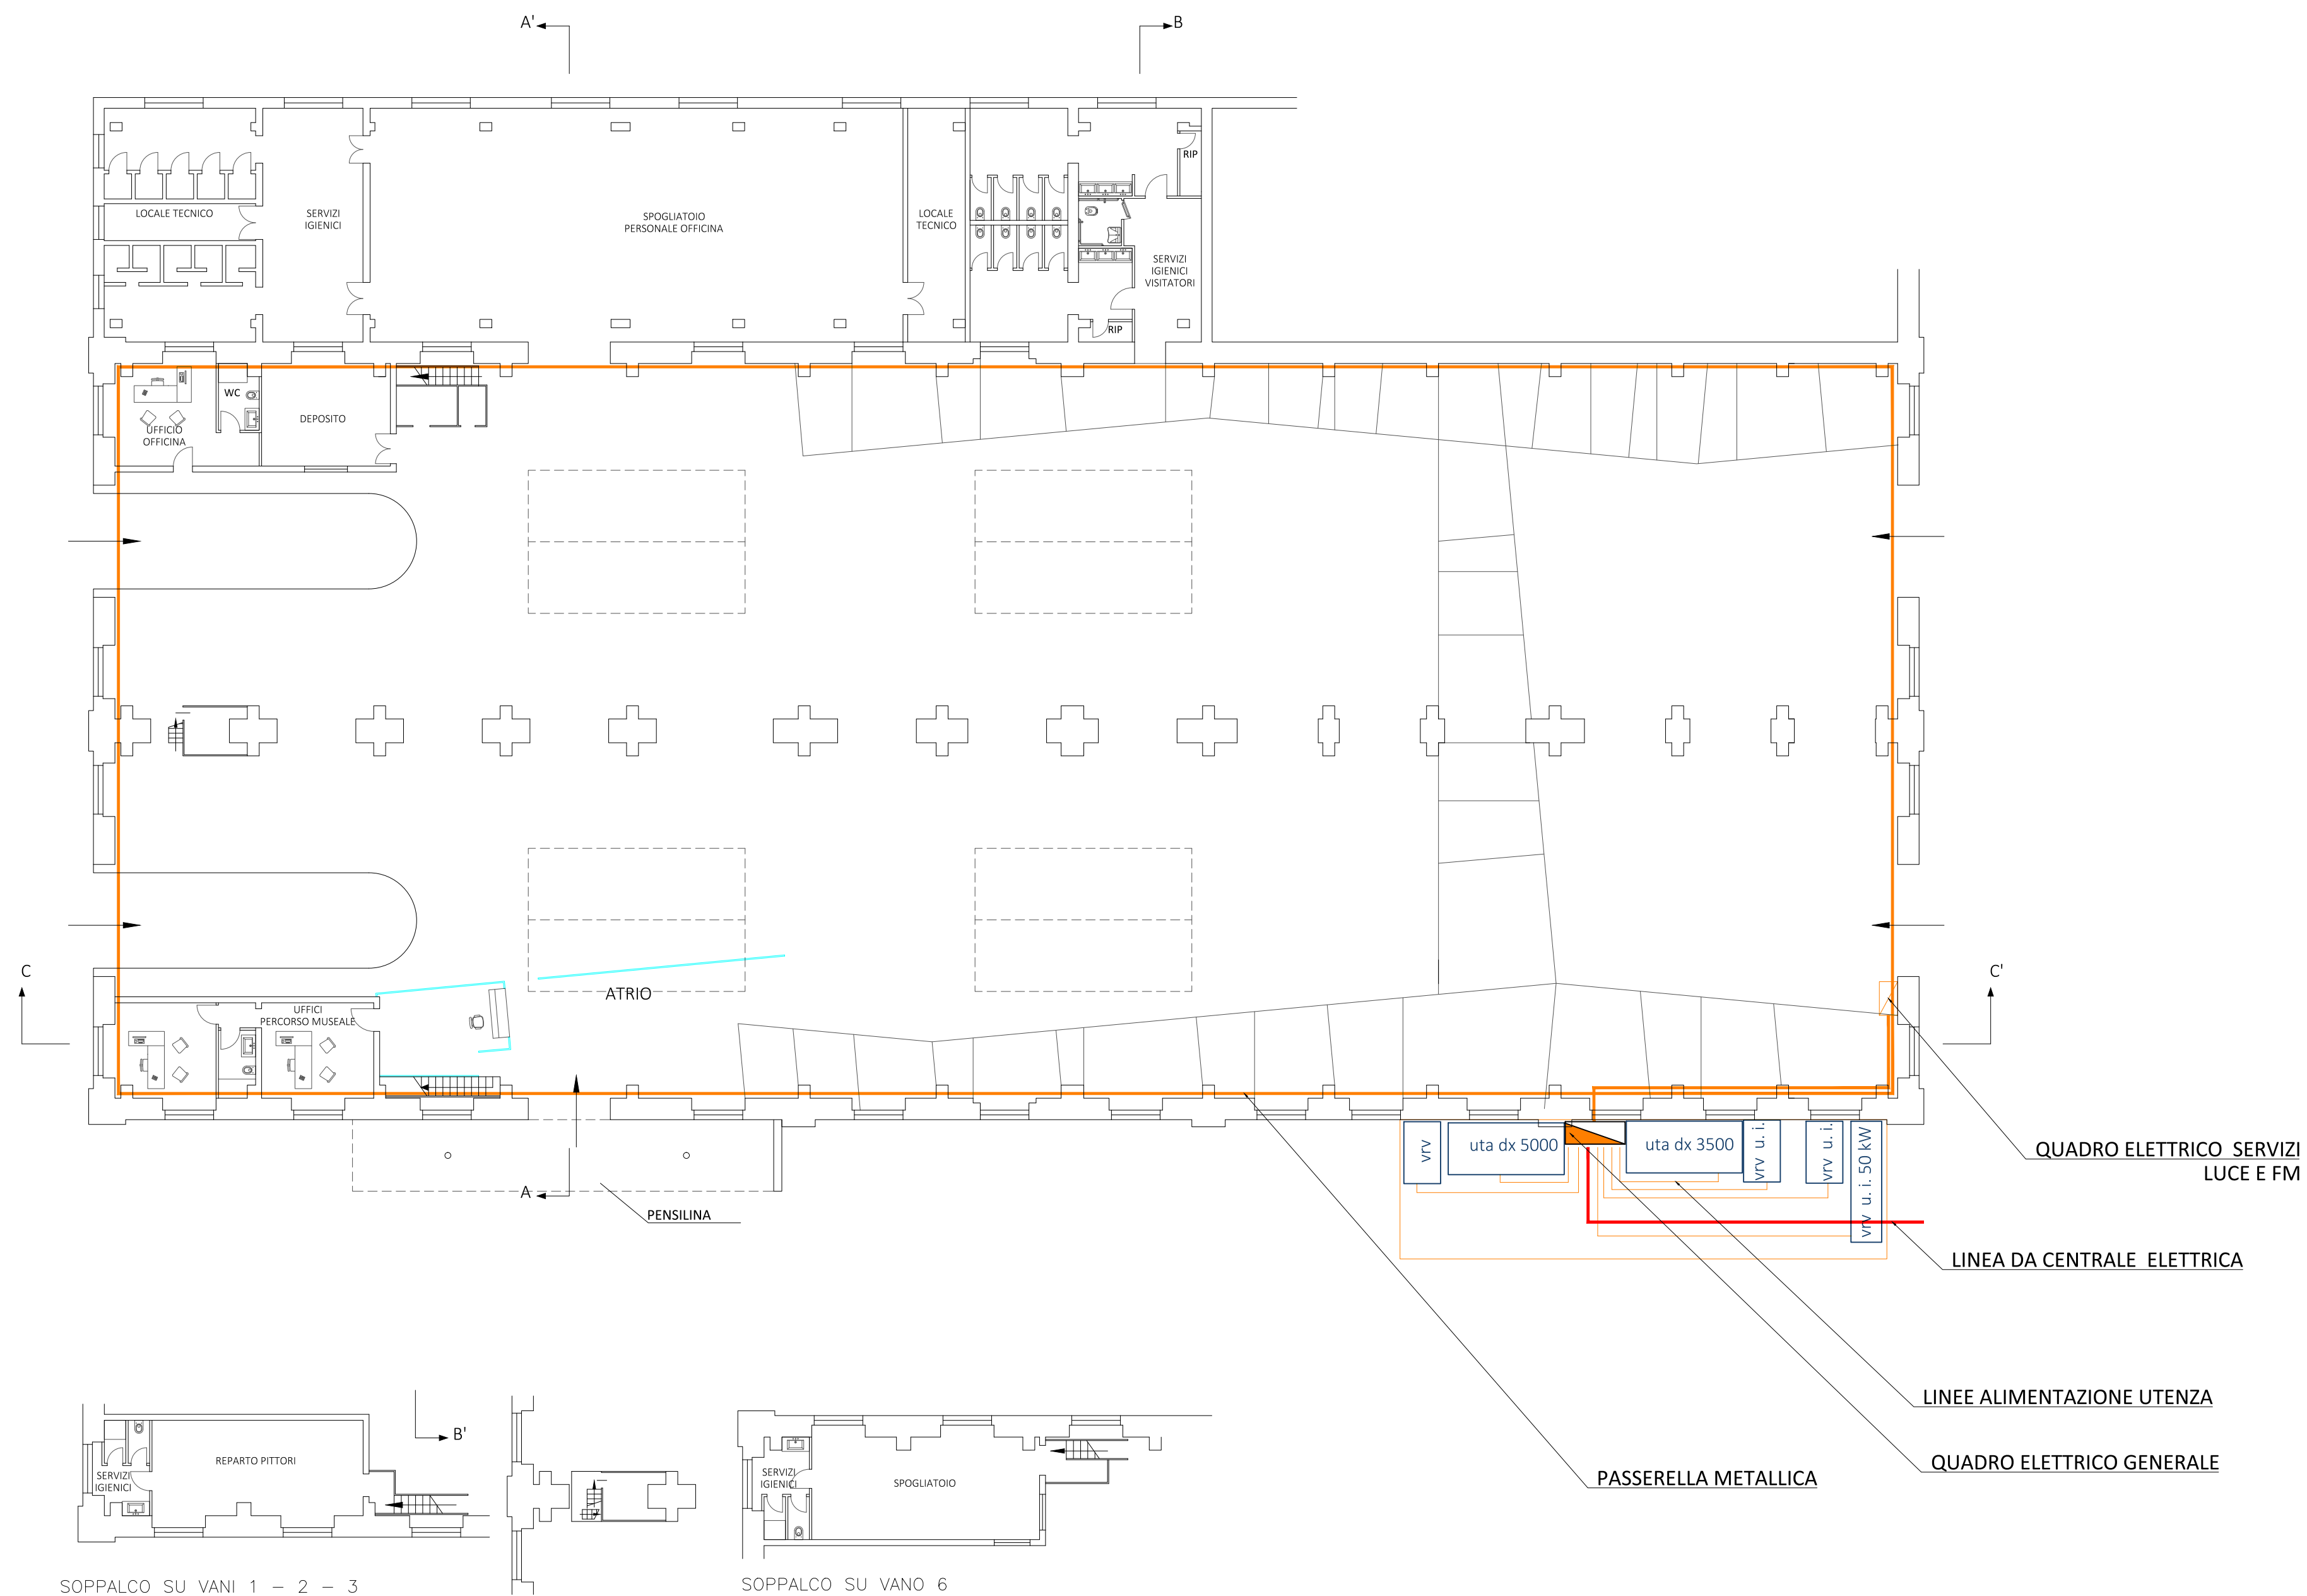 A'
B
RIP
LOCALE TECNICO
SERVIZI
IGIENICI
SPOGLIATOIO
PERSONALE OFFICINA
LOCALE
TECNICO
SERVIZI
IGIENICI
VISITATORI
RIP
WC
UFFICIO
OFFICINA
DEPOSITO
C
C'
ATRIO
UFFICI
PERCORSO MUSEALE
vrv
uta dx 5000
uta dx 3500
vrv u. i.
vrv u. i.
vrv u. i. 50 kW
QUADRO ELETTRICO SERVIZI
LUCE E FM
A
PENSILINA
LINEA DA CENTRALE ELETTRICA
LINEE ALIMENTAZIONE UTENZA
QUADRO ELETTRICO GENERALE
PASSERELLA METALLICA
B'
REPARTO PITTORI
SERVIZI
IGIENICI
SERVIZI
IGIENICI
SPOGLIATOIO
SOPPALCO SU VANI 1 - 2 - 3
SOPPALCO SU VANO 6